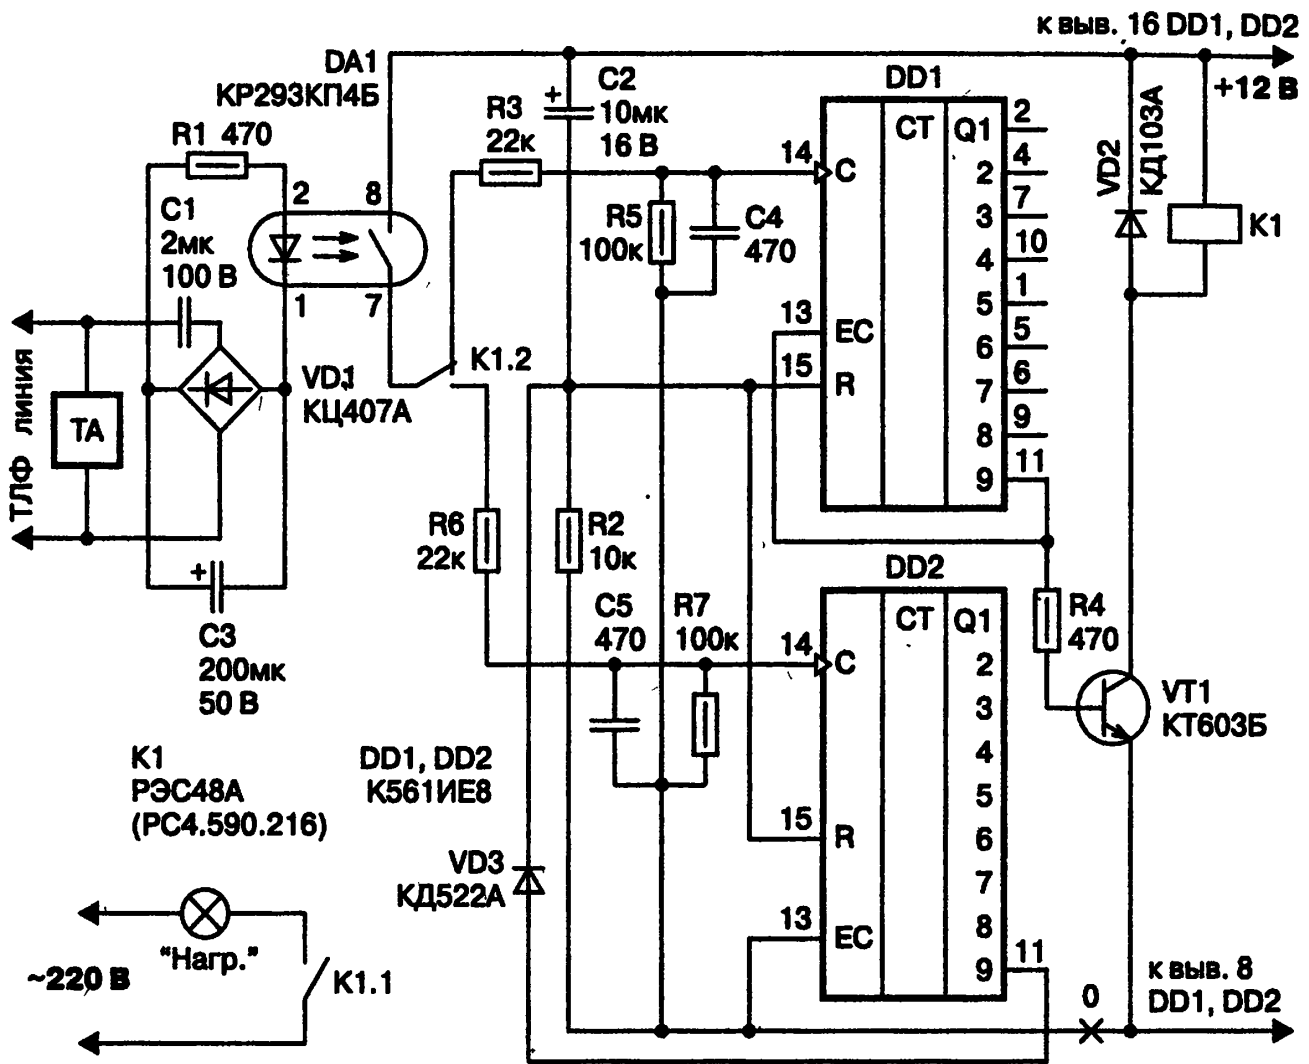 к выв. 16 DD1, DD2
+12 В
DA1
КР293КП4Б
R1 470
2
8
1
7
C1
2мк
100 В
R3
22к
C2
+
10мк
16 В
R5
100к
C4
470
14
13
15
DD1
CT
C
EC
R
Q1
2
3
4
5
6
7
8
9
2
4
7
10
1
5
6
9
11
VD2
КД103А
K1
ТЛФ линия
TA
VD1
КЦ407А
K1.2
+
C3
200мк
50 В
R6
22к
R2
10к
C5
470
R7
100к
14
15
13
DD2
CT
C
R
EC
Q1
2
3
4
5
6
7
8
9
11
R4
470
VT1
КТ603Б
K1
РЭС48А
(РС4.590.216)
DD1, DD2
К561ИЕ8
VD3
КД522А
"Нагр."
~220 В
K1.1
0
к выв. 8
DD1, DD2